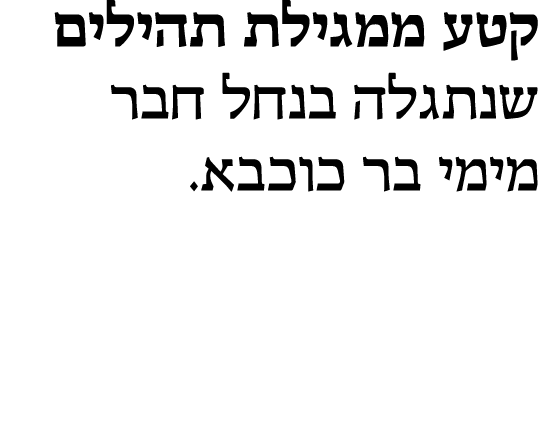 קטע ממגילת תהילים
שנתגלה בנחל חבר
מימי בר כוכבא.